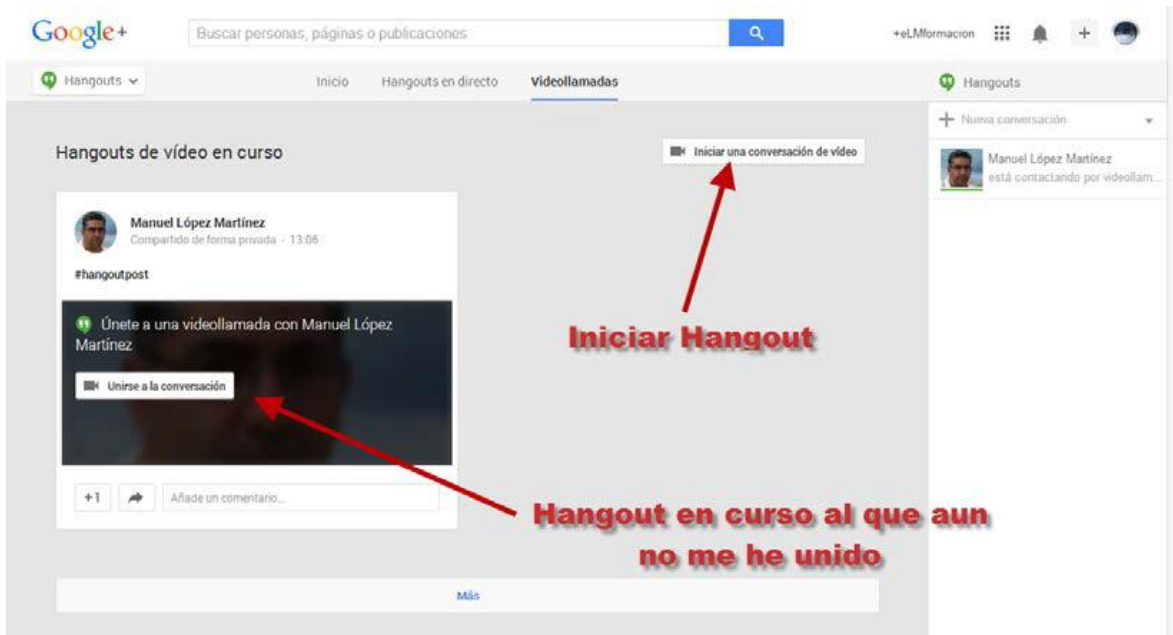 Google+
Buscar personas, páginas o publicaciones
+eLMformacion
Hangouts
Inicio
Hangouts en directo
Videollamadas
Hangouts
Nueva conversación
Hangouts de vídeo en curso
Iniciar una conversación de vídeo
Manuel López Martínez
está contactando por videollam...
Manuel López Martínez
Compartido de forma privada - 13:06
#hangoutpost
Únete a una videollamada con Manuel López
Martínez
Unirse a la conversación
Iniciar Hangout
+1
Añade un comentario...
Hangout en curso al que aun
no me he unido
Más